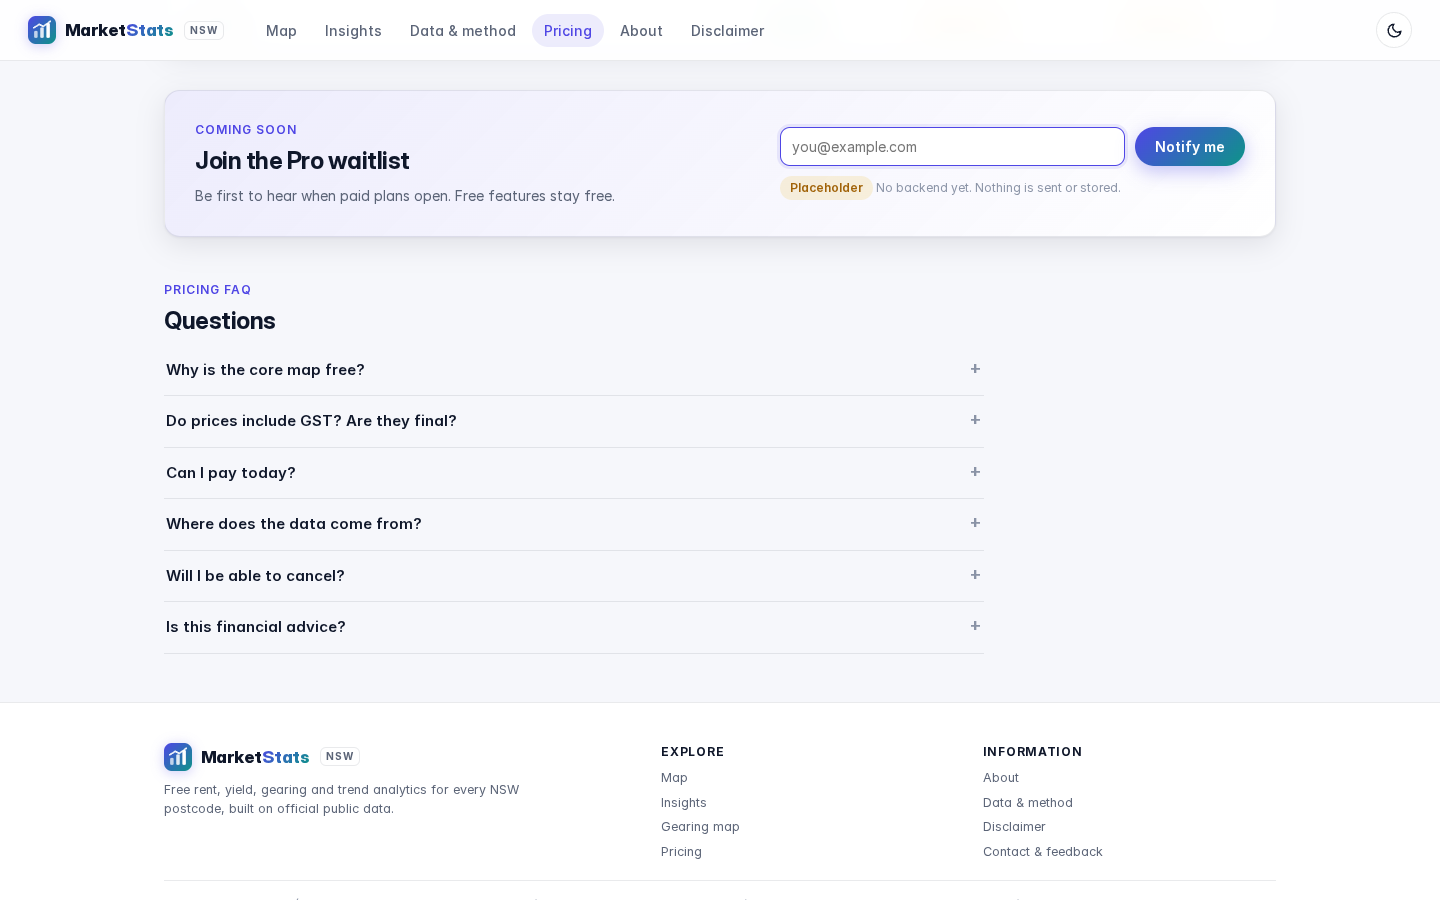 MarketStats NSW Map Insights Data & method Pricing About Disclaimer
COMING SOON
Join the Pro waitlist
Be first to hear when paid plans open. Free features stay free.
you@example.com Notify me
Placeholder No backend yet. Nothing is sent or stored.
PRICING FAQ
Questions
Why is the core map free? +
Do prices include GST? Are they final? +
Can I pay today? +
Where does the data come from? +
Will I be able to cancel? +
Is this financial advice? +
MarketStats NSW
Free rent, yield, gearing and trend analytics for every NSW
postcode, built on official public data.
EXPLORE
Map
Insights
Gearing map
Pricing
INFORMATION
About
Data & method
Disclaimer
Contact & feedback